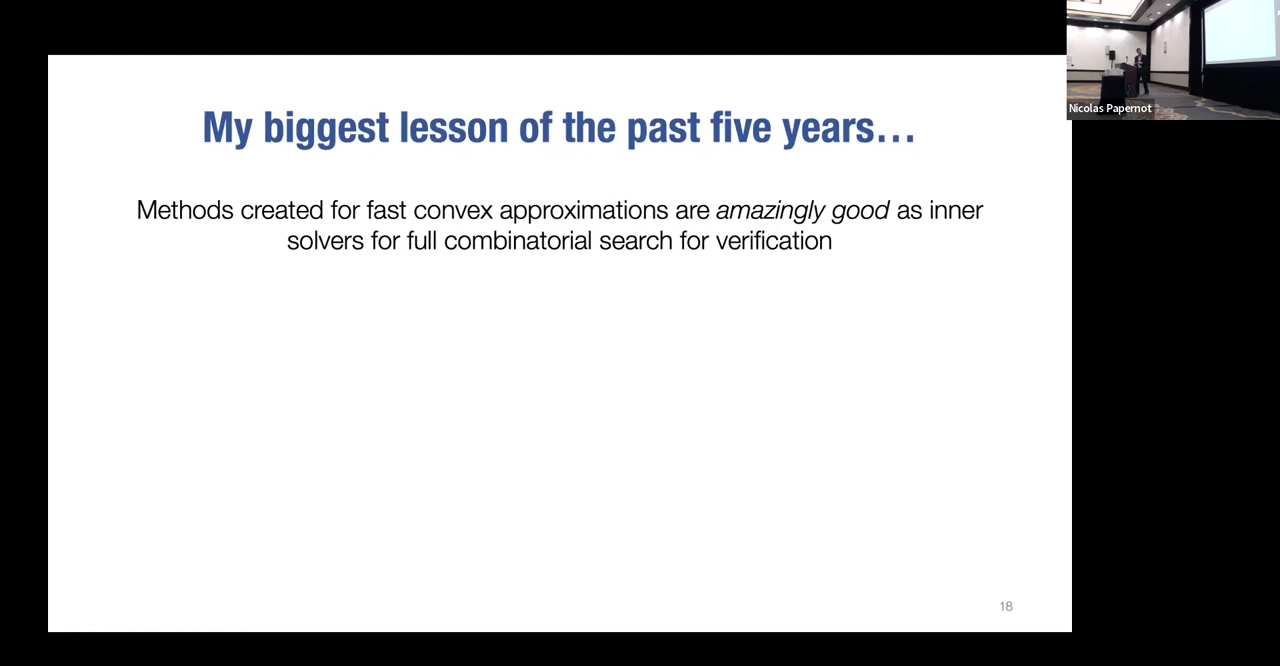 My biggest lesson of the past five years…
Methods created for fast convex approximations are amazingly good as inner
solvers for full combinatorial search for verification
18
Nicolas Papernot